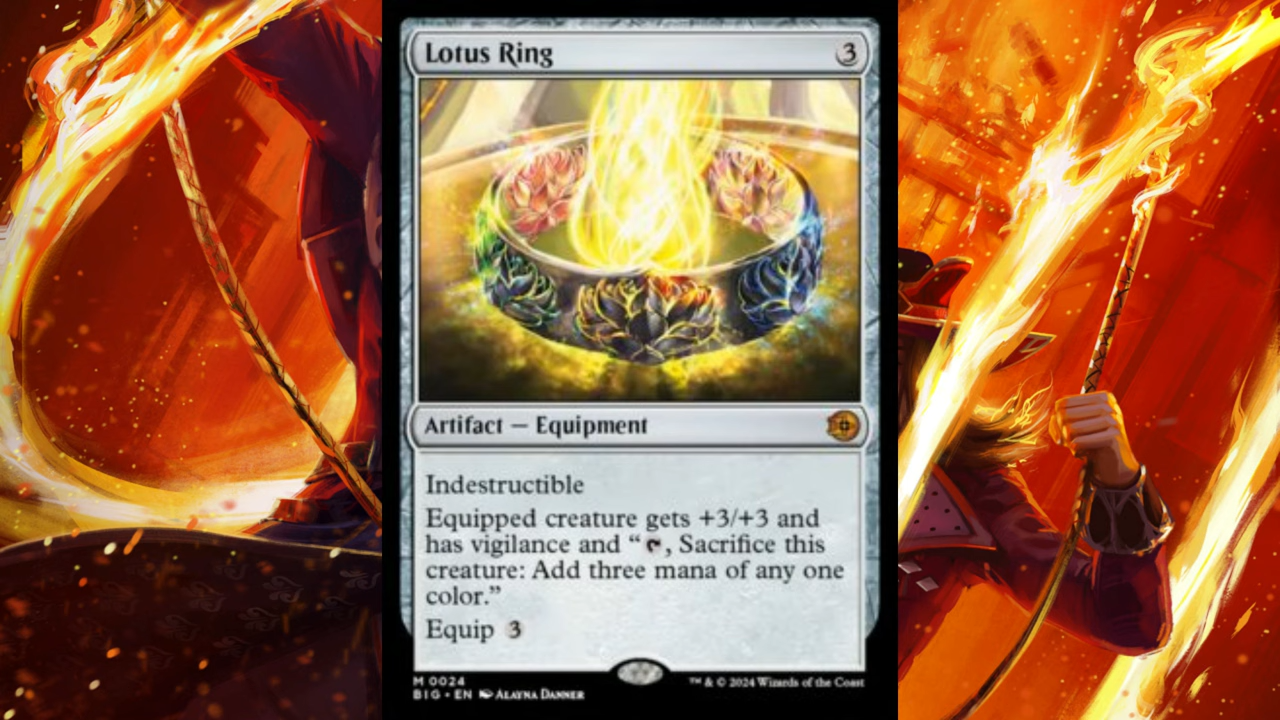 Lotus Ring 3
Artifact — Equipment
Indestructible
Equipped creature gets +3/+3 and
has vigilance and “ , Sacrifice this
creature: Add three mana of any one
color.”
Equip 3
M 0024
BIG • EN ALAYNA DANNER
™ & © 2024 Wizards of the Coast